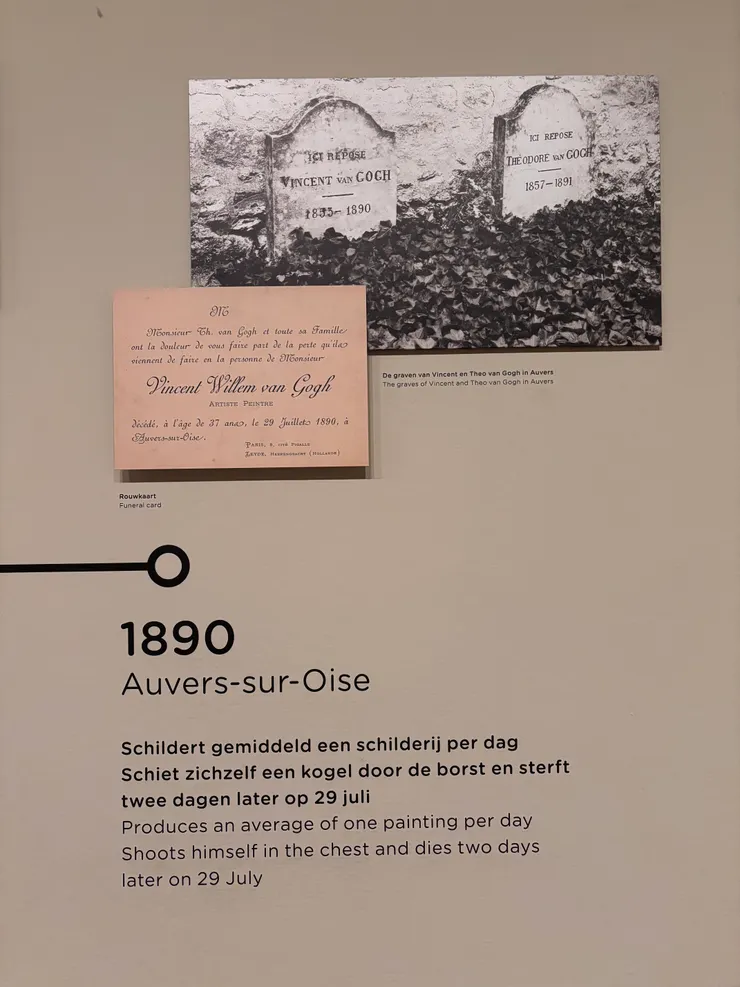 ICI REPOSE
VINCENT VAN GOGH
1853–1890
ICI REPOSE
THEODORE VAN GOGH
1857–1891
M
Monsieur Th. van Gogh et toute sa Famille
ont la douleur de vous faire part de la perte qu'ils
viennent de faire en la personne de Monsieur
Vincent Willem van Gogh
ARTISTE PEINTRE
décédé, à l'âge de 37 ans, le 29 Juillet 1890, à
Auvers-sur-Oise.
PARIS, 8, CITÉ PIGALLE
LEYDE, HEERENGRACHT (HOLLANDE)
De graven van Vincent en Theo van Gogh in Auvers
The graves of Vincent and Theo van Gogh in Auvers
Rouwkaart
Funeral card
1890
Auvers-sur-Oise
Schildert gemiddeld een schilderij per dag
Schiet zichzelf een kogel door de borst en sterft
twee dagen later op 29 juli
Produces an average of one painting per day
Shoots himself in the chest and dies two days
later on 29 July